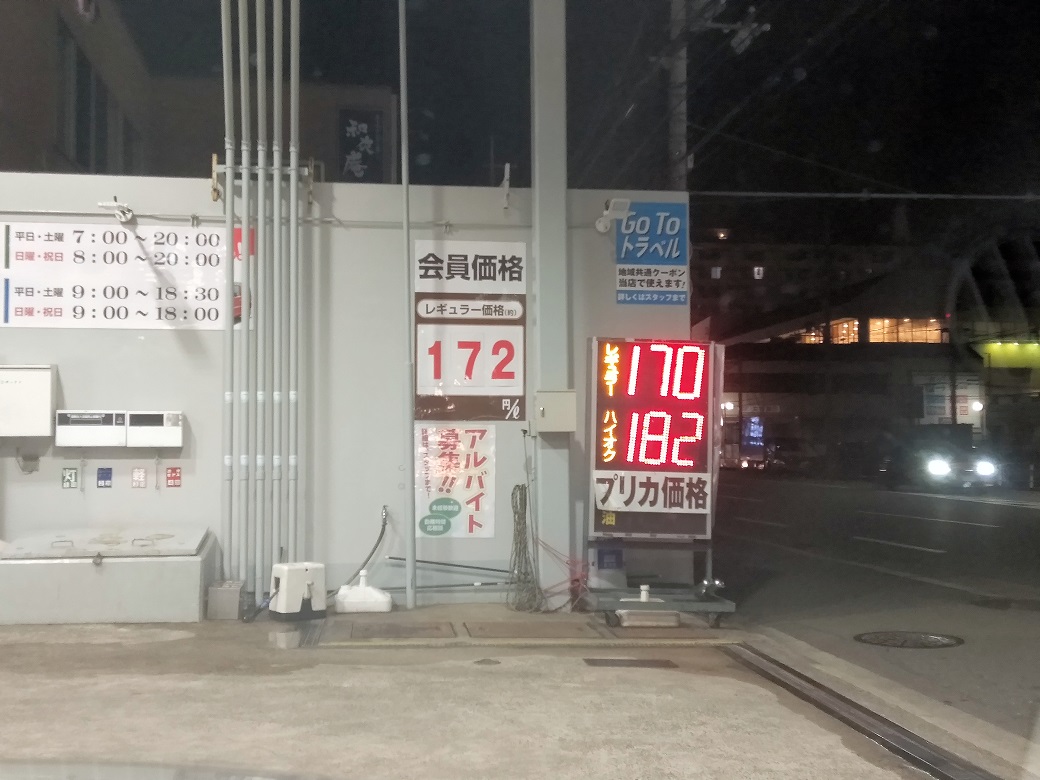 平日・土曜 7:00~20:00
日曜・祝日 8:00~20:00
平日・土曜 9:00~18:30
日曜・祝日 9:00~18:00
会員価格
レギュラー価格(約)
172
円/ℓ
アルバイト
募集!!
Go To
トラベル
地域共通クーポン
当店で使えます!
詳しくはスタッフまで
レギュラー 170
ハイオク 182
プリカ価格
油